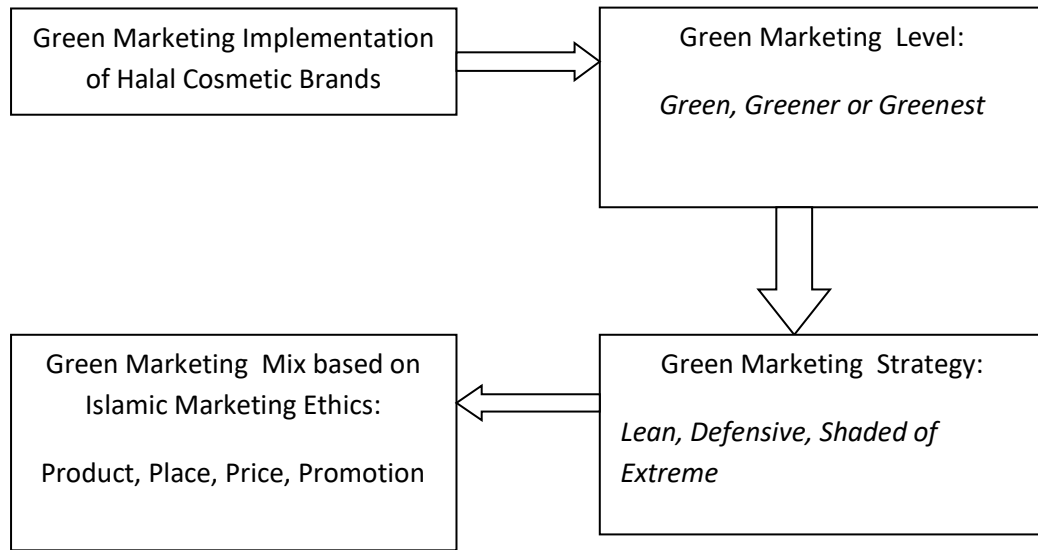 Green Marketing Implementation
of Halal Cosmetic Brands
Green Marketing Level:
Green, Greener or Greenest
Green Marketing Strategy:
Lean, Defensive, Shaded of
Extreme
Green Marketing Mix based on
Islamic Marketing Ethics:
Product, Place, Price, Promotion